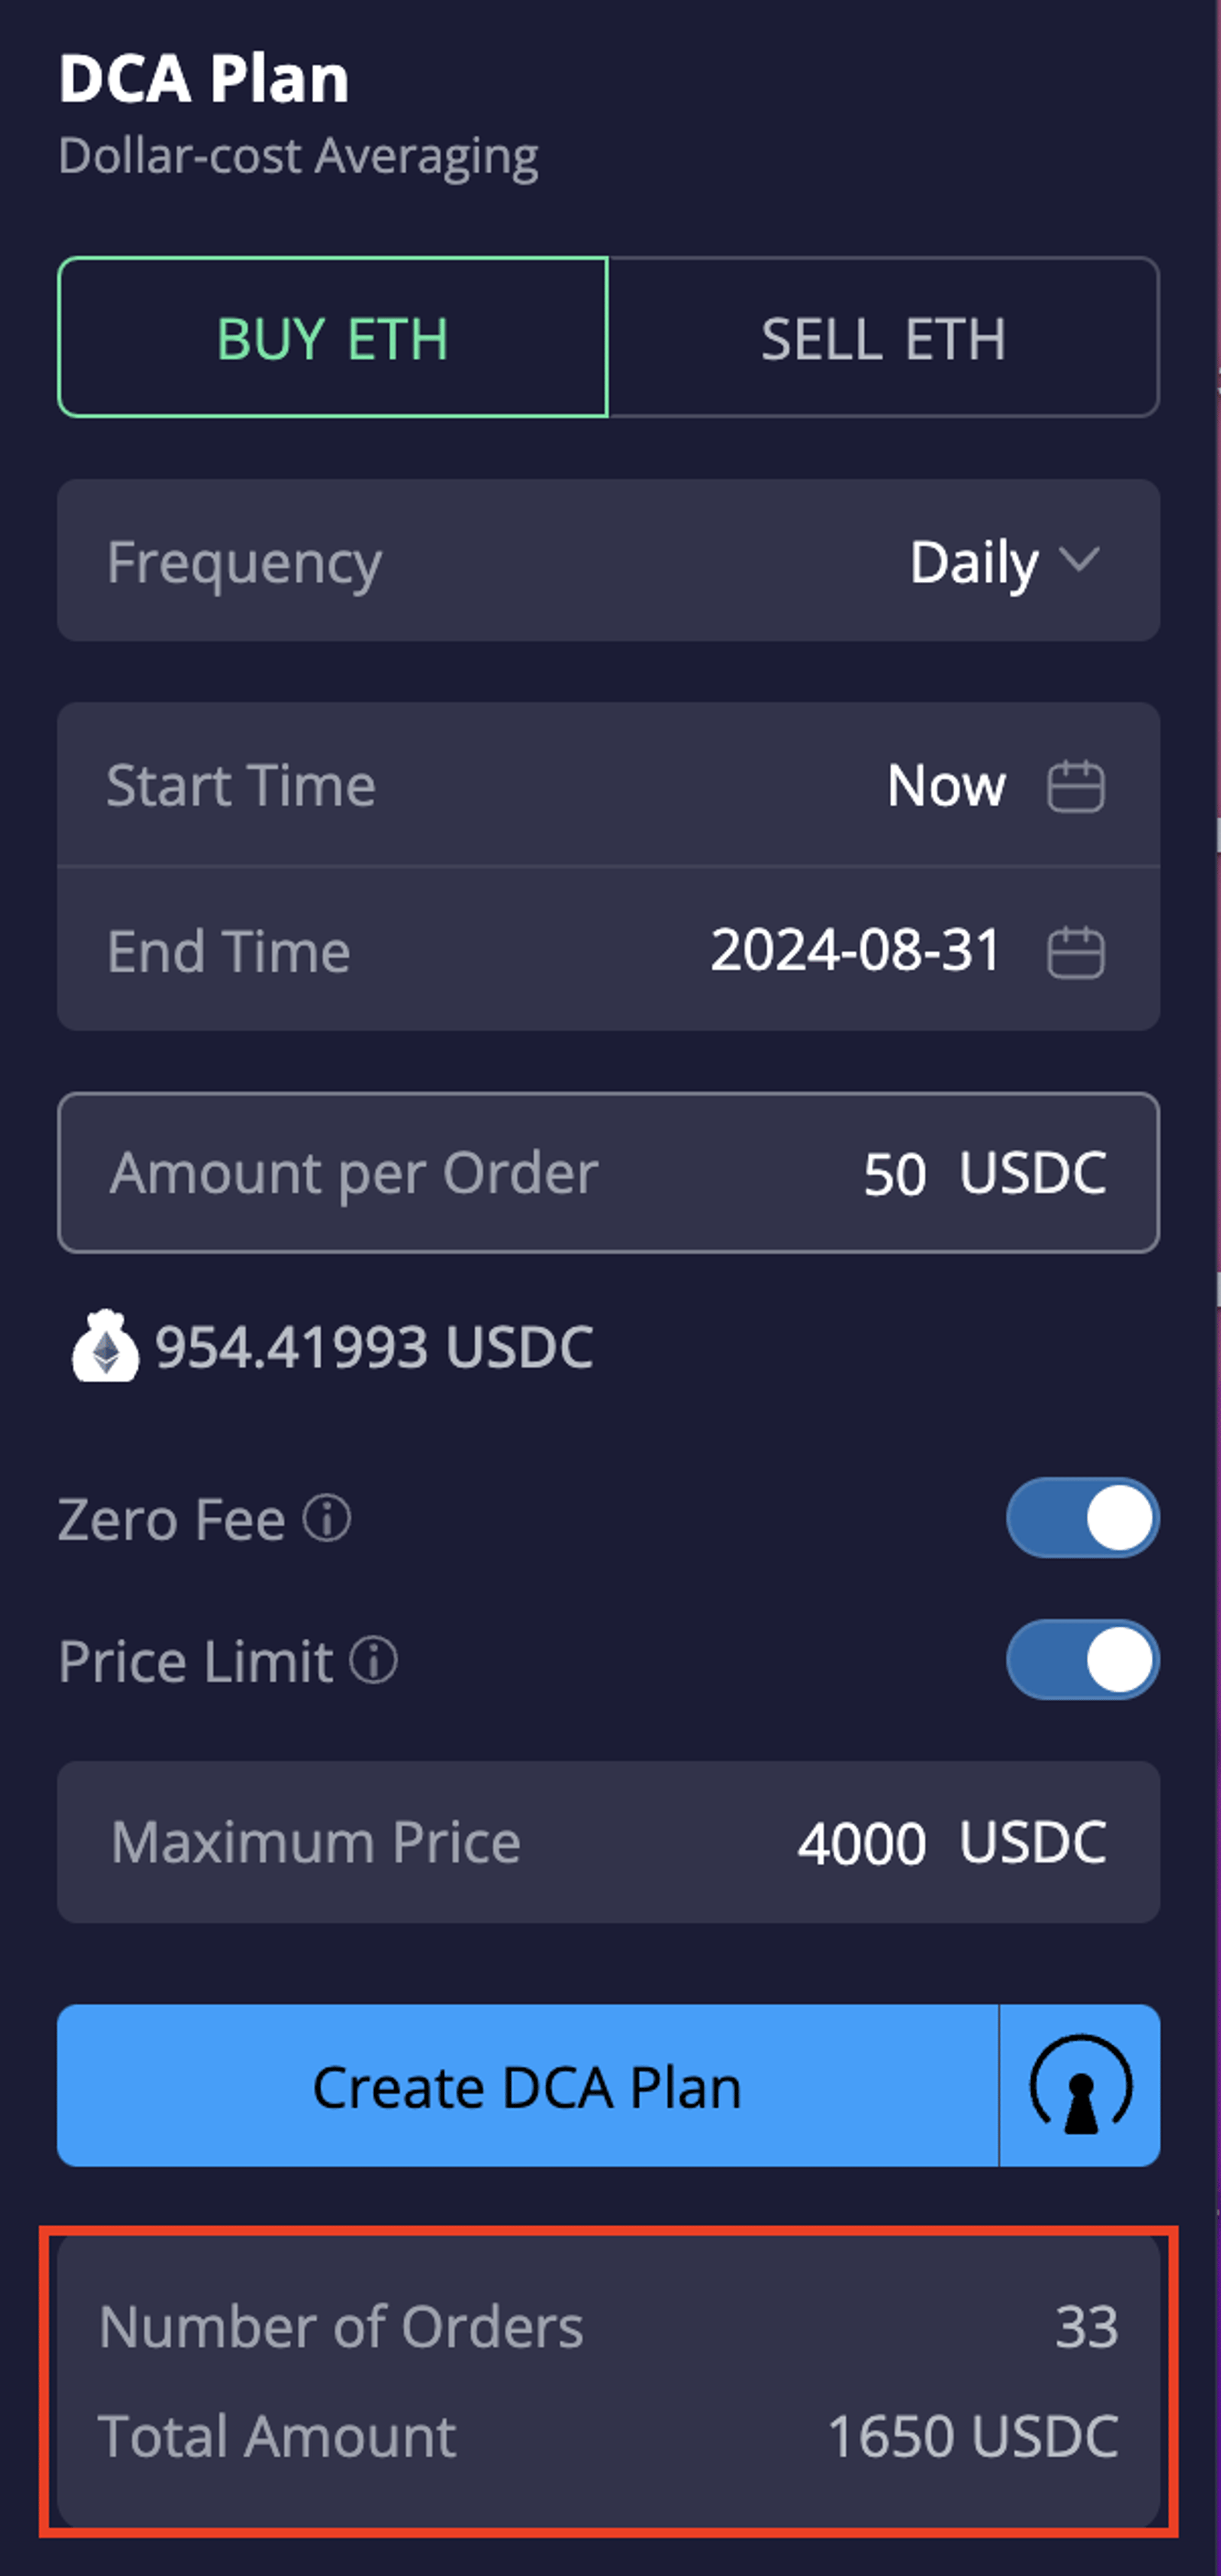 DCA Plan
Dollar-cost Averaging
BUY ETH SELL ETH
Frequency Daily
Start Time Now
End Time 2024-08-31
Amount per Order 50 USDC
954.41993 USDC
Zero Fee
Price Limit
Maximum Price 4000 USDC
Create DCA Plan
Number of Orders 33
Total Amount 1650 USDC